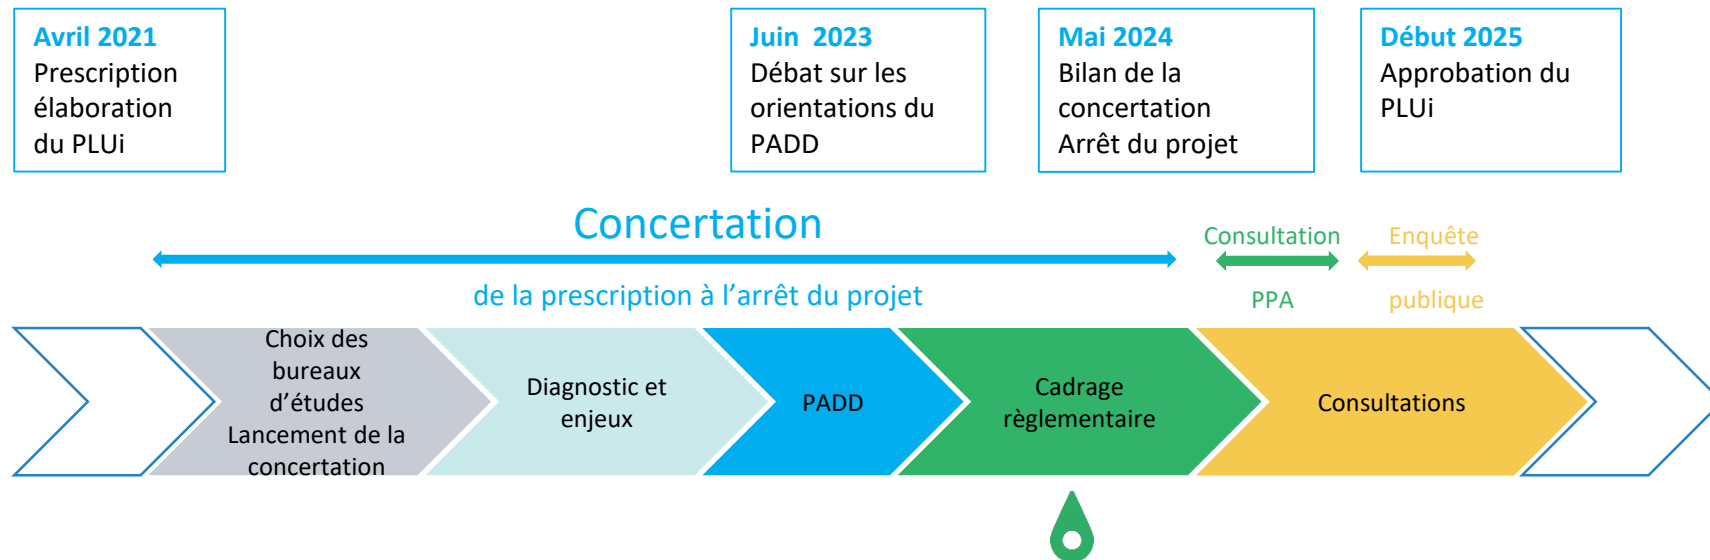 Avril 2021
Prescription
élaboration
du PLUi
Juin  2023
Débat sur les
orientations du
PADD
Mai 2024
Bilan de la
concertation
Arrêt du projet
Début 2025
Approbation du
PLUi
Concertation
de la prescription à l’arrêt du projet
Consultation
PPA
Enquête
publique
Choix des
bureaux
d’études
Lancement de la
concertation
Diagnostic et
enjeux
PADD
Cadrage
règlementaire
Consultations